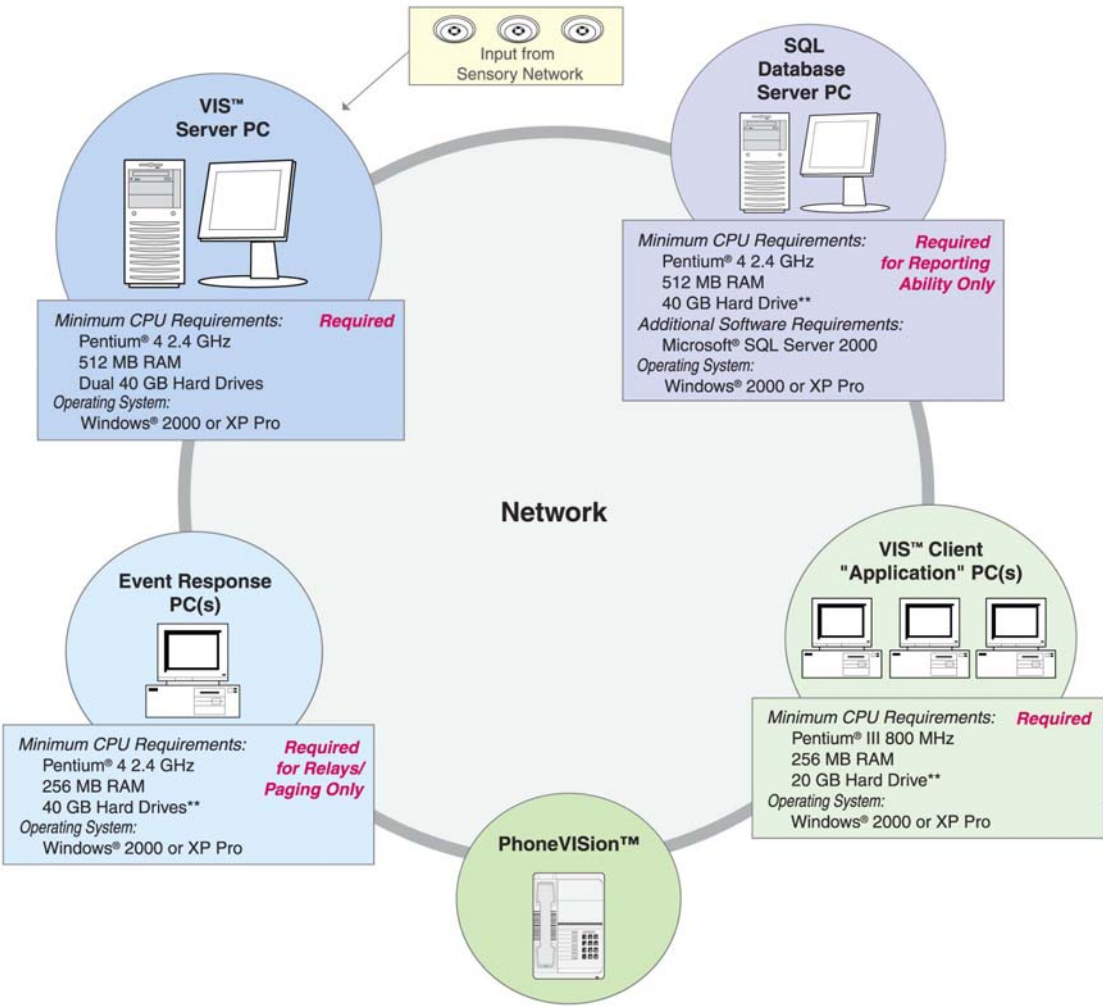 Input from
Sensory Network
VIS™
Server PC
Minimum CPU Requirements: Required
Pentium® 4 2.4 GHz
512 MB RAM
Dual 40 GB Hard Drives
Operating System:
Windows® 2000 or XP Pro
SQL
Database
Server PC
Minimum CPU Requirements: Required
Pentium® 4 2.4 GHz for Reporting
512 MB RAM Ability Only
40 GB Hard Drive**
Additional Software Requirements:
Microsoft® SQL Server 2000
Operating System:
Windows® 2000 or XP Pro
Network
Event Response
PC(s)
Minimum CPU Requirements: Required
Pentium® 4 2.4 GHz for Relays/
256 MB RAM Paging Only
40 GB Hard Drives**
Operating System:
Windows® 2000 or XP Pro
VIS™ Client
"Application" PC(s)
Minimum CPU Requirements: Required
Pentium® III 800 MHz
256 MB RAM
20 GB Hard Drive**
Operating System:
Windows® 2000 or XP Pro
PhoneVISion™